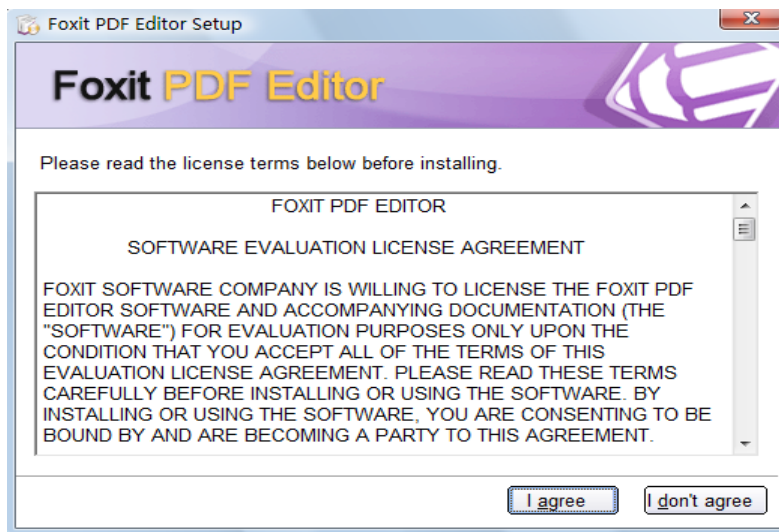 Foxit PDF Editor Setup
Foxit PDF Editor
Please read the license terms below before installing.
FOXIT PDF EDITOR
SOFTWARE EVALUATION LICENSE AGREEMENT
FOXIT SOFTWARE COMPANY IS WILLING TO LICENSE THE FOXIT PDF
EDITOR SOFTWARE AND ACCOMPANYING DOCUMENTATION (THE
"SOFTWARE") FOR EVALUATION PURPOSES ONLY UPON THE
CONDITION THAT YOU ACCEPT ALL OF THE TERMS OF THIS
EVALUATION LICENSE AGREEMENT. PLEASE READ THESE TERMS
CAREFULLY BEFORE INSTALLING OR USING THE SOFTWARE. BY
INSTALLING OR USING THE SOFTWARE, YOU ARE CONSENTING TO BE
BOUND BY AND ARE BECOMING A PARTY TO THIS AGREEMENT.
I agree
I don't agree